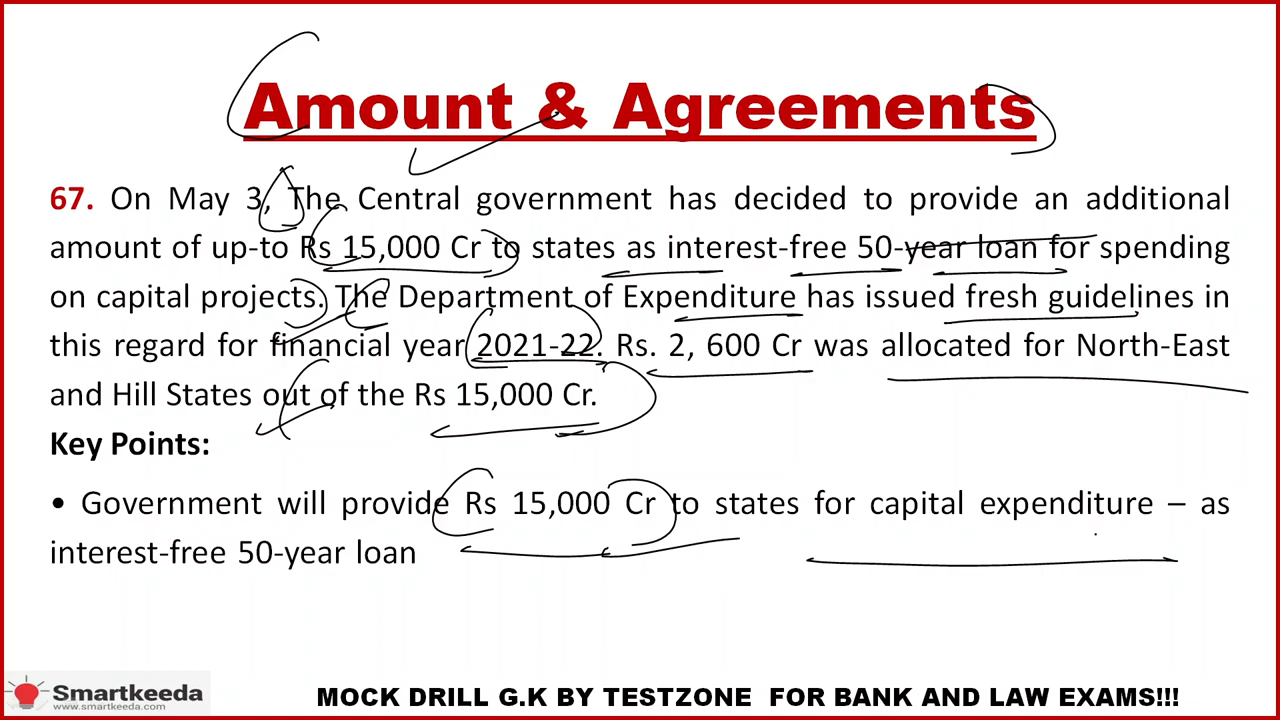 Amount & Agreements
67. On May 3, The Central government has decided to provide an additional
amount of up-to Rs 15,000 Cr to states as interest-free 50-year loan for spending
on capital projects. The Department of Expenditure has issued fresh guidelines in
this regard for financial year 2021-22. Rs. 2, 600 Cr was allocated for North-East
and Hill States out of the Rs 15,000 Cr.
Key Points:
• Government will provide Rs 15,000 Cr to states for capital expenditure – as
interest-free 50-year loan
Smartkeeda
www.smartkeeda.com
MOCK DRILL G.K BY TESTZONE FOR BANK AND LAW EXAMS!!!